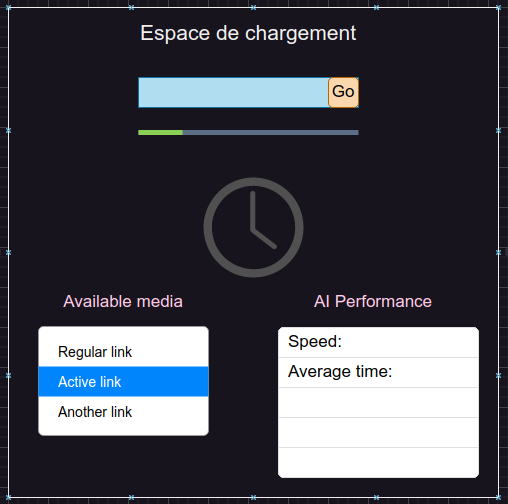 Espace de chargement
Go
Available media
Regular link
Active link
Another link
AI Performance
Speed:
Average time: